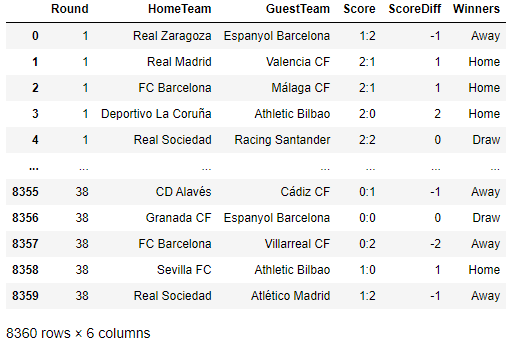 Round HomeTeam GuestTeam Score ScoreDiff Winners
0 1 Real Zaragoza Espanyol Barcelona 1:2 -1 Away
1 1 Real Madrid Valencia CF 2:1 1 Home
2 1 FC Barcelona Málaga CF 2:1 1 Home
3 1 Deportivo La Coruña Athletic Bilbao 2:0 2 Home
4 1 Real Sociedad Racing Santander 2:2 0 Draw
... ... ... ... ... ... ...
8355 38 CD Alavés Cádiz CF 0:1 -1 Away
8356 38 Granada CF Espanyol Barcelona 0:0 0 Draw
8357 38 FC Barcelona Villarreal CF 0:2 -2 Away
8358 38 Sevilla FC Athletic Bilbao 1:0 1 Home
8359 38 Real Sociedad Atlético Madrid 1:2 -1 Away
8360 rows × 6 columns